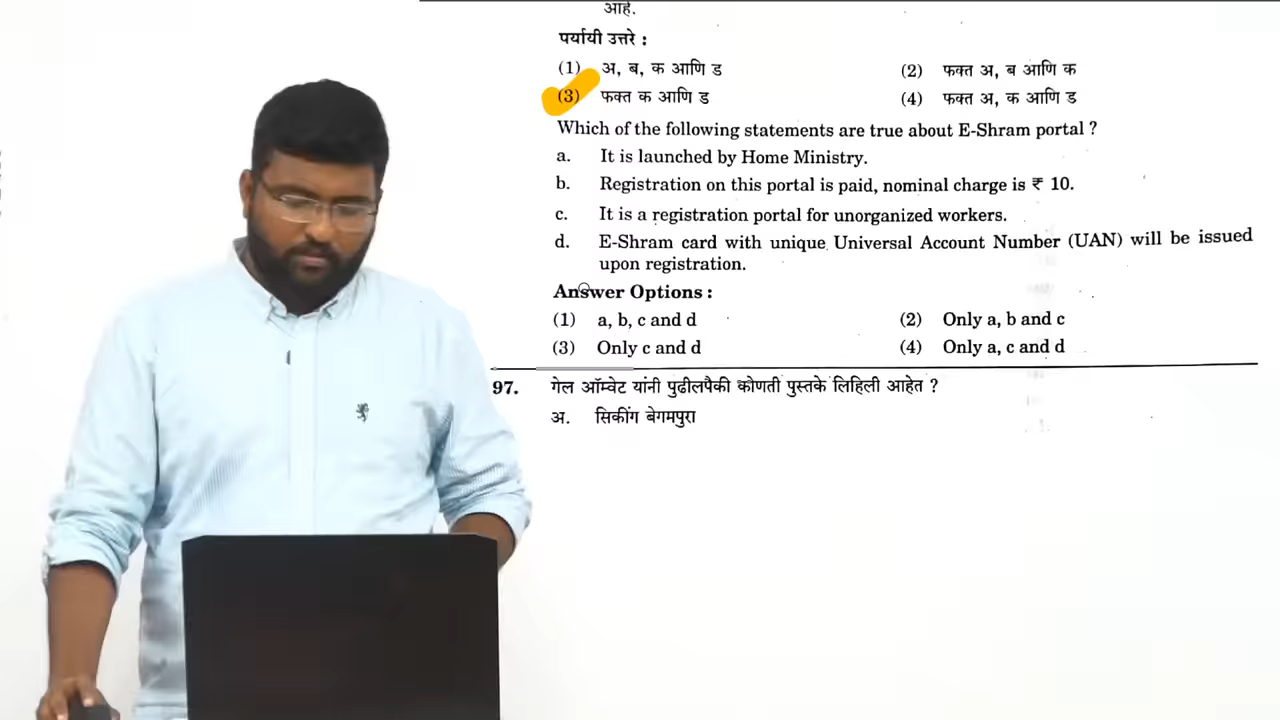 आहे.
पर्यायी उत्तरे :
(1) अ, ब, क आणि ड (2) फक्त अ, ब आणि क
(3) फक्त क आणि ड (4) फक्त अ, क आणि ड
Which of the following statements are true about E-Shram portal ?
a. It is launched by Home Ministry.
b. Registration on this portal is paid, nominal charge is ₹ 10.
c. It is a registration portal for unorganized workers.
d. E-Shram card with unique Universal Account Number (UAN) will be issued
upon registration.
Answer Options :
(1) a, b, c and d (2) Only a, b and c
(3) Only c and d (4) Only a, c and d
97. गेल ऑम्वेट यांनी पुढीलपैकी कोणती पुस्तके लिहिली आहेत ?
अ. सिकींग बेगमपुरा